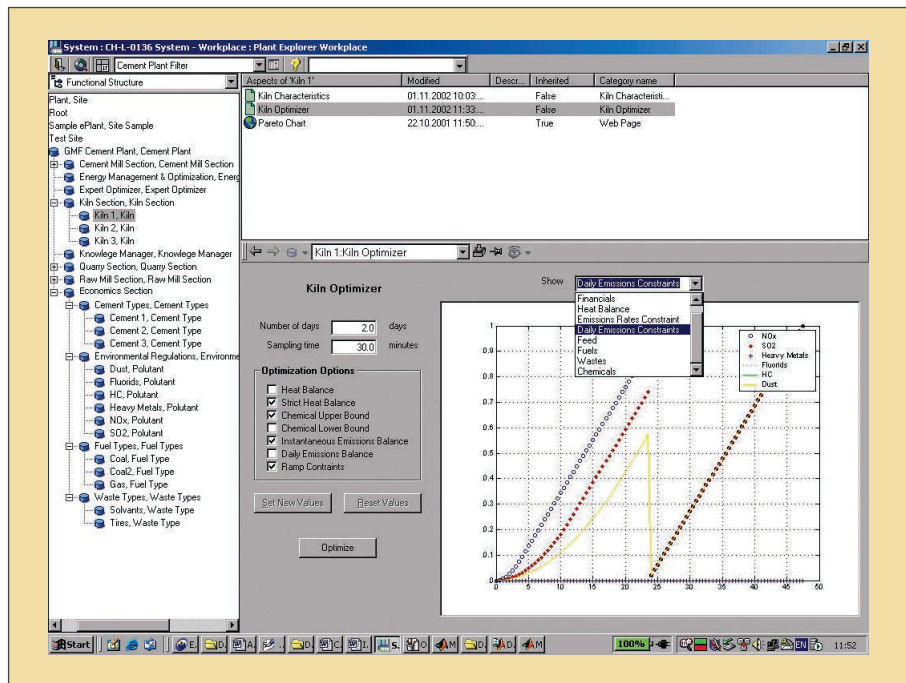 System : CH-L-0136 System - Workplace : Plant Explorer Workplace
Cement Plant Filter
Functional Structure
Plant, Site
Root
Sample ePlant, Site Sample
Test Site
GMF Cement Plant, Cement Plant
Cement Mill Section, Cement Mill Section
Energy Management & Optimization, Energ
Expert Optimizer, Expert Optimizer
Kiln Section, Kiln Section
Kiln 1, Kiln
Kiln 2, Kiln
Kiln 3, Kiln
Knowlege Manager, Knowlege Manager
Quarry Section, Quarry Section
Raw Mill Section, Raw Mill Section
Economics Section
Cement Types, Cement Types
Cement 1, Cement Type
Cement 2, Cement Type
Cement 3, Cement Type
Environmental Regulations, Environme
Dust, Polutant
Fluorids, Polutant
HC, Polutant
Heavy Metals, Polutant
NOx, Polutant
SO2, Polutant
Fuel Types, Fuel Types
Coal, Fuel Type
Coal2, Fuel Type
Gas, Fuel Type
Waste Types, Waste Types
Solvants, Waste Type
Tires, Waste Type
Aspects of 'Kiln 1' Modified Descr... Inherited Category name
Kiln Characteristics 01.11.2002 10:03:... False Kiln Characteristi...
Kiln Optimizer 01.11.2002 11:33:... False Kiln Optimizer
Pareto Chart 22.10.2001 11:50:... True Web Page
Kiln 1:Kiln Optimizer
Kiln Optimizer
Number of days 2.0 days
Sampling time 30.0 minutes
Optimization Options
Heat Balance
Strict Heat Balance
Chemical Upper Bound
Chemical Lower Bound
Instantaneous Emissions Balance
Daily Emissions Balance
Ramp Contraints
Set New Values Reset Values
Optimize
Show Daily Emissions Constraints
Financials
Heat Balance
Emissions Rates Constraint
Daily Emissions Constraints
Feed
Fuels
Wastes
Chemicals
NOx
SO2
Heavy Metals
Fluorids
HC
Dust
1
0.9
0.8
0.7
0.6
0.5
0.4
0.3
0.2
0.1
0
0 5 10 15 20 25 30 35 40 45 50
Start E. D. A. D. C. I. S. O M D. D. M 100% EN 11:52